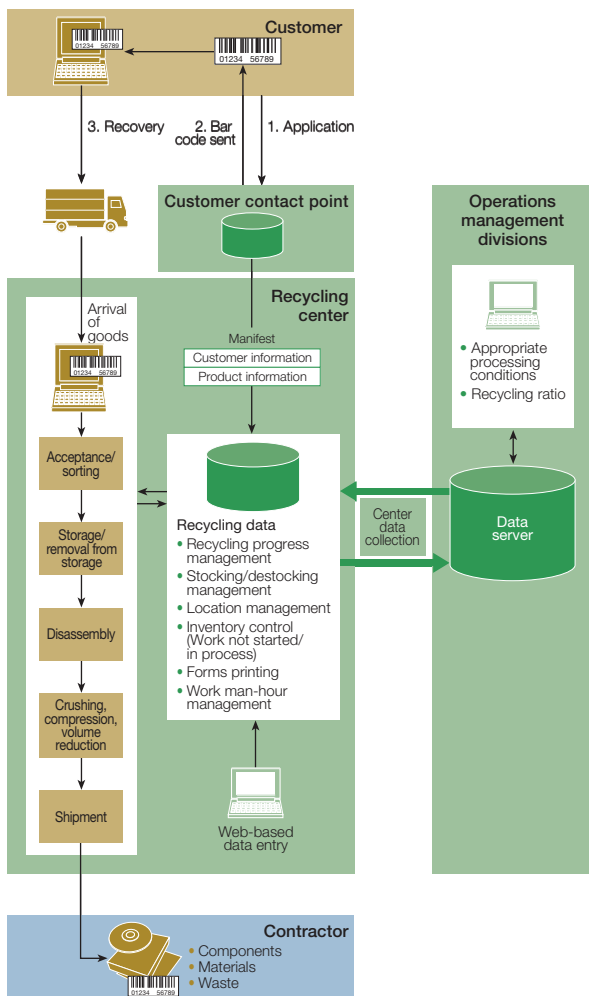 Customer
01234 56789
01234 56789
3. Recovery
2. Bar
code sent
1. Application
Customer contact point
Operations
management
divisions
Recycling
center
Arrival
of
goods
01234 56789
Manifest
Customer information
Product information
• Appropriate
processing
conditions
• Recycling ratio
Acceptance/
sorting
Storage/
removal from
storage
Disassembly
Crushing,
compression,
volume
reduction
Shipment
Recycling data
• Recycling progress
management
• Stocking/destocking
management
• Location management
• Inventory control
(Work not started/
in process)
• Forms printing
• Work man-hour
management
Center
data
collection
Data
server
Web-based
data entry
Contractor
• Components
• Materials
• Waste
01234 56789